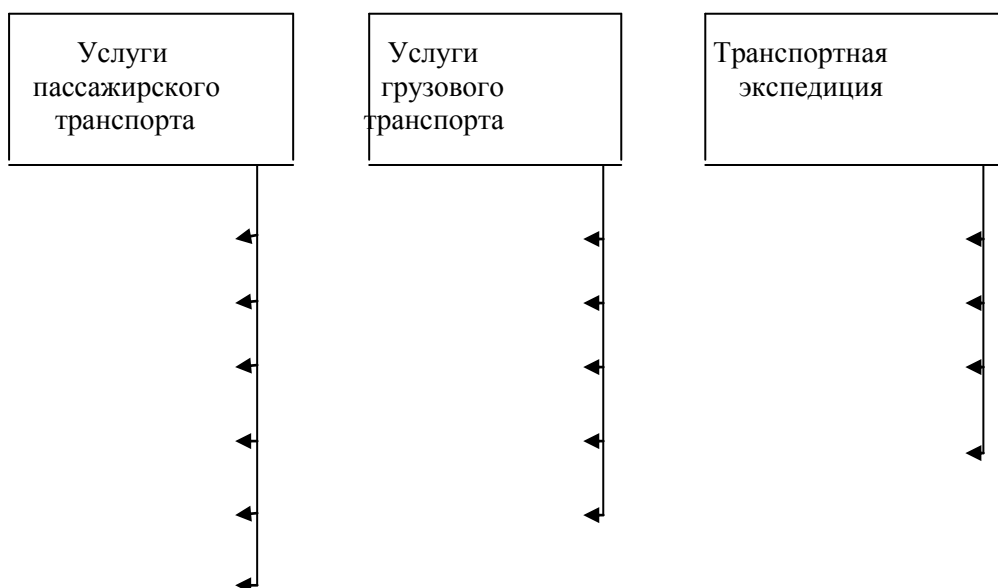 Услуги
пассажирского
транспорта
Услуги
грузового
транспорта
Транспортная
экспедиция